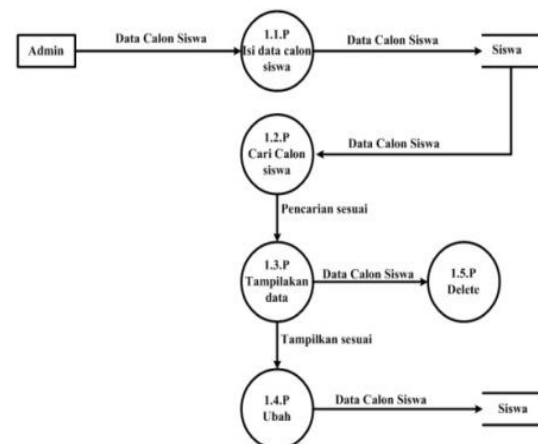 Admin
Data Calon Siswa
1.1.P
Isi data calon
siswa
Data Calon Siswa
Siswa
1.2.P
Cari Calon
siswa
Data Calon Siswa
Pencarian sesuai
1.3.P
Tampilakan
data
Data Calon Siswa
1.5.P
Delete
Tampilkan sesuai
1.4.P
Ubah
Data Calon Siswa
Siswa